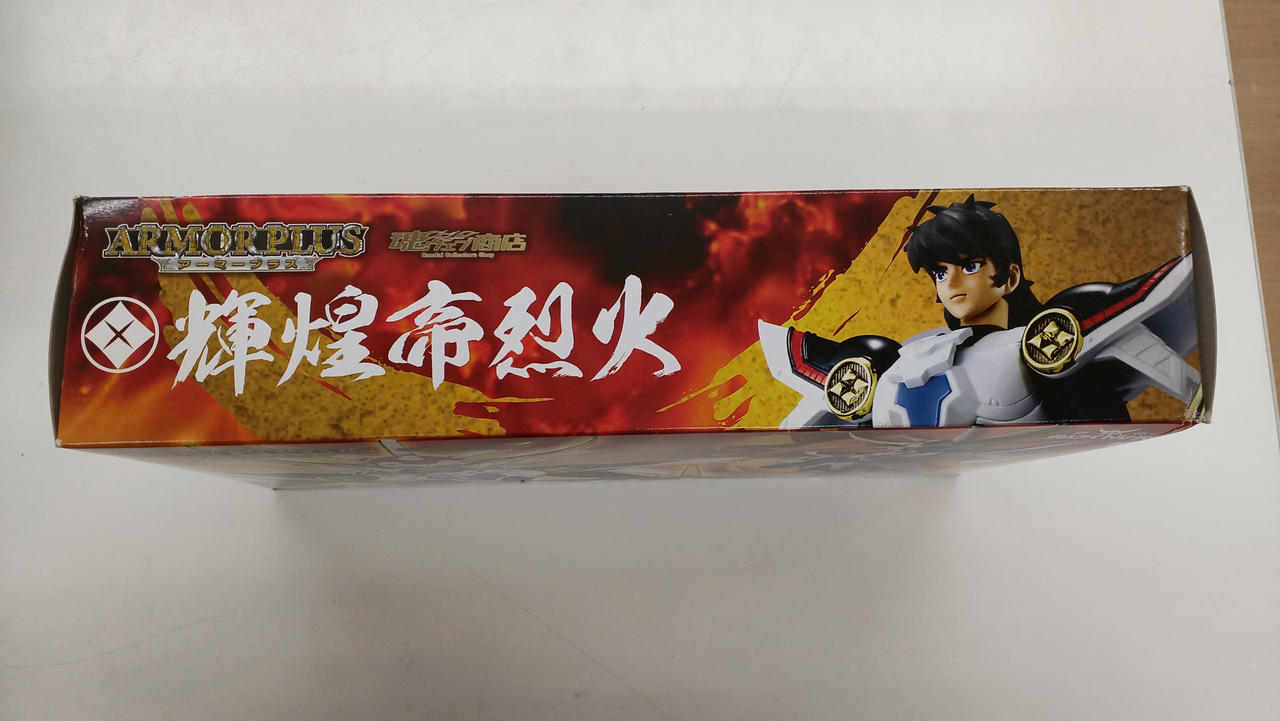 ARMOR PLUS
アーマープラス
魂ウェブ商店
Bandai Collectors Shop
輝煌帝烈火